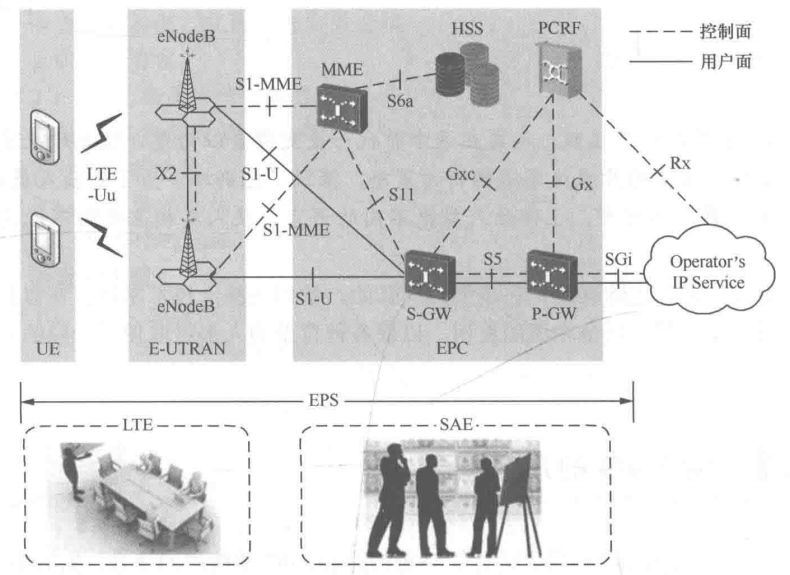 eNodeB
HSS
PCRF
控制面
用户面
MME
S1-MME
S6a
LTE
-Uu
X2
S1-U
S1-MME
S11
Gxc
Gx
Rx
eNodeB
S1-U
S5
SGi
Operator's
IP Service
S-GW
P-GW
UE
E-UTRAN
EPC
EPS
LTE
SAE